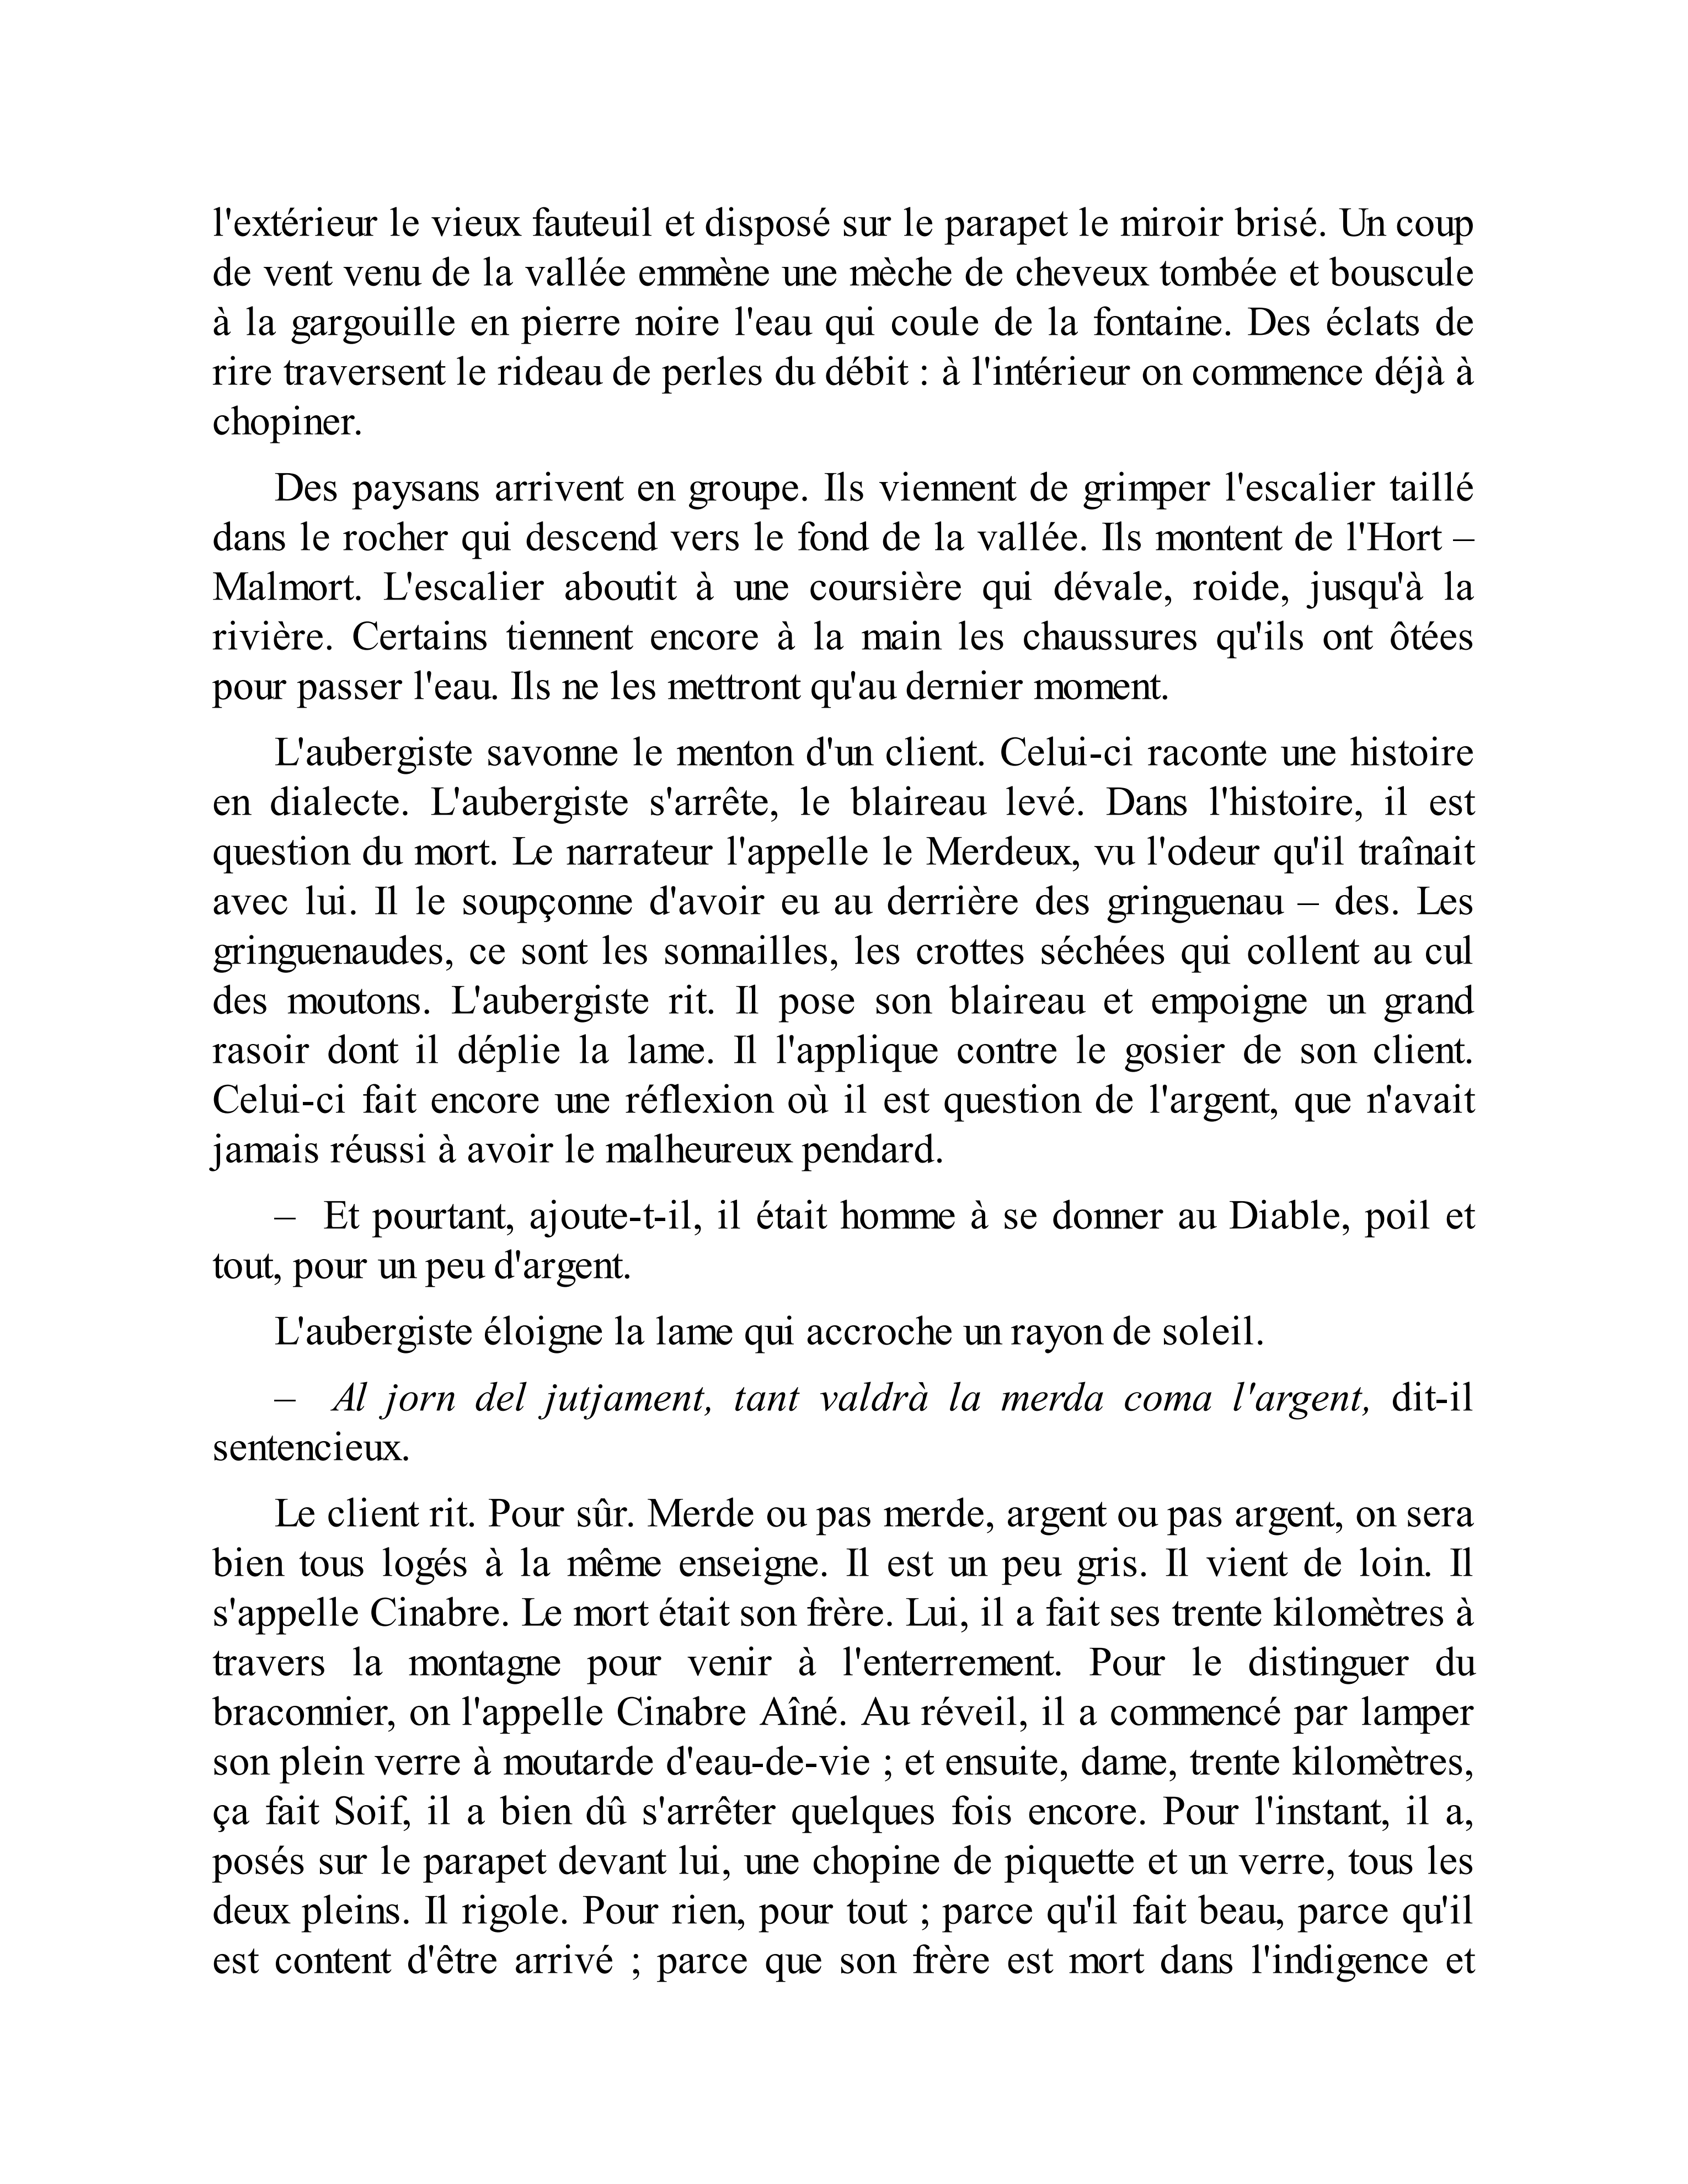 l'extérieur le vieux fauteuil et disposé sur le parapet le miroir brisé. Un coup
de vent venu de la vallée emmène une mèche de cheveux tombée et bouscule
à la gargouille en pierre noire l'eau qui coule de la fontaine. Des éclats de
rire traversent le rideau de perles du débit : à l'intérieur on commence déjà à
chopiner.
Des paysans arrivent en groupe. Ils viennent de grimper l'escalier taillé
dans le rocher qui descend vers le fond de la vallée. Ils montent de l'Hort –
Malmort. L'escalier aboutit à une coursière qui dévale, roide, jusqu'à la
rivière. Certains tiennent encore à la main les chaussures qu'ils ont ôtées
pour passer l'eau. Ils ne les mettront qu'au dernier moment.
L'aubergiste savonne le menton d'un client. Celui-ci raconte une histoire
en dialecte. L'aubergiste s'arrête, le blaireau levé. Dans l'histoire, il est
question du mort. Le narrateur l'appelle le Merdeux, vu l'odeur qu'il traînait
avec lui. Il le soupçonne d'avoir eu au derrière des gringuenau – des. Les
gringuenaudes, ce sont les sonnailles, les crottes séchées qui collent au cul
des moutons. L'aubergiste rit. Il pose son blaireau et empoigne un grand
rasoir dont il déplie la lame. Il l'applique contre le gosier de son client.
Celui-ci fait encore une réflexion où il est question de l'argent, que n'avait
jamais réussi à avoir le malheureux pendard.
– Et pourtant, ajoute-t-il, il était homme à se donner au Diable, poil et
tout, pour un peu d'argent.
L'aubergiste éloigne la lame qui accroche un rayon de soleil.
– Al jorn del jutjament, tant valdrà la merda coma l'argent, dit-il
sentencieux.
Le client rit. Pour sûr. Merde ou pas merde, argent ou pas argent, on sera
bien tous logés à la même enseigne. Il est un peu gris. Il vient de loin. Il
s'appelle Cinabre. Le mort était son frère. Lui, il a fait ses trente kilomètres à
travers la montagne pour venir à l'enterrement. Pour le distinguer du
braconnier, on l'appelle Cinabre Aîné. Au réveil, il a commencé par lamper
son plein verre à moutarde d'eau-de-vie ; et ensuite, dame, trente kilomètres,
ça fait Soif, il a bien dû s'arrêter quelques fois encore. Pour l'instant, il a,
posés sur le parapet devant lui, une chopine de piquette et un verre, tous les
deux pleins. Il rigole. Pour rien, pour tout ; parce qu'il fait beau, parce qu'il
est content d'être arrivé ; parce que son frère est mort dans l'indigence et